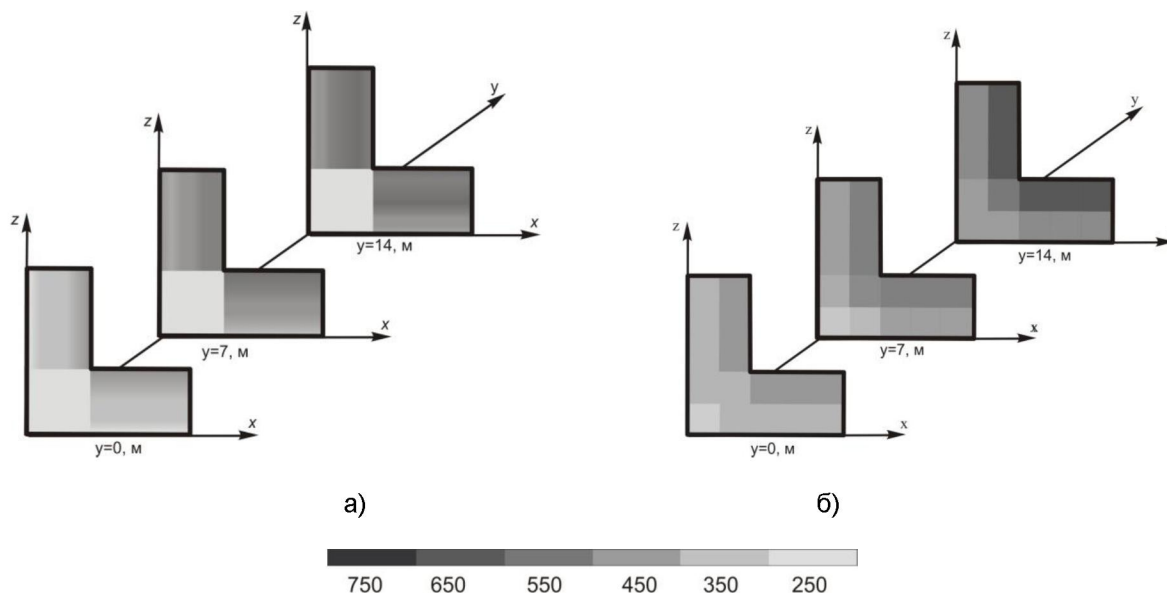 z
z
y
z
z
y
z
x
x
z
x
y=14, м
y=14, м
x
x
y=7, м
y=7, м
x
x
y=0, м
y=0, м
а)
б)
750 650 550 450 350 250